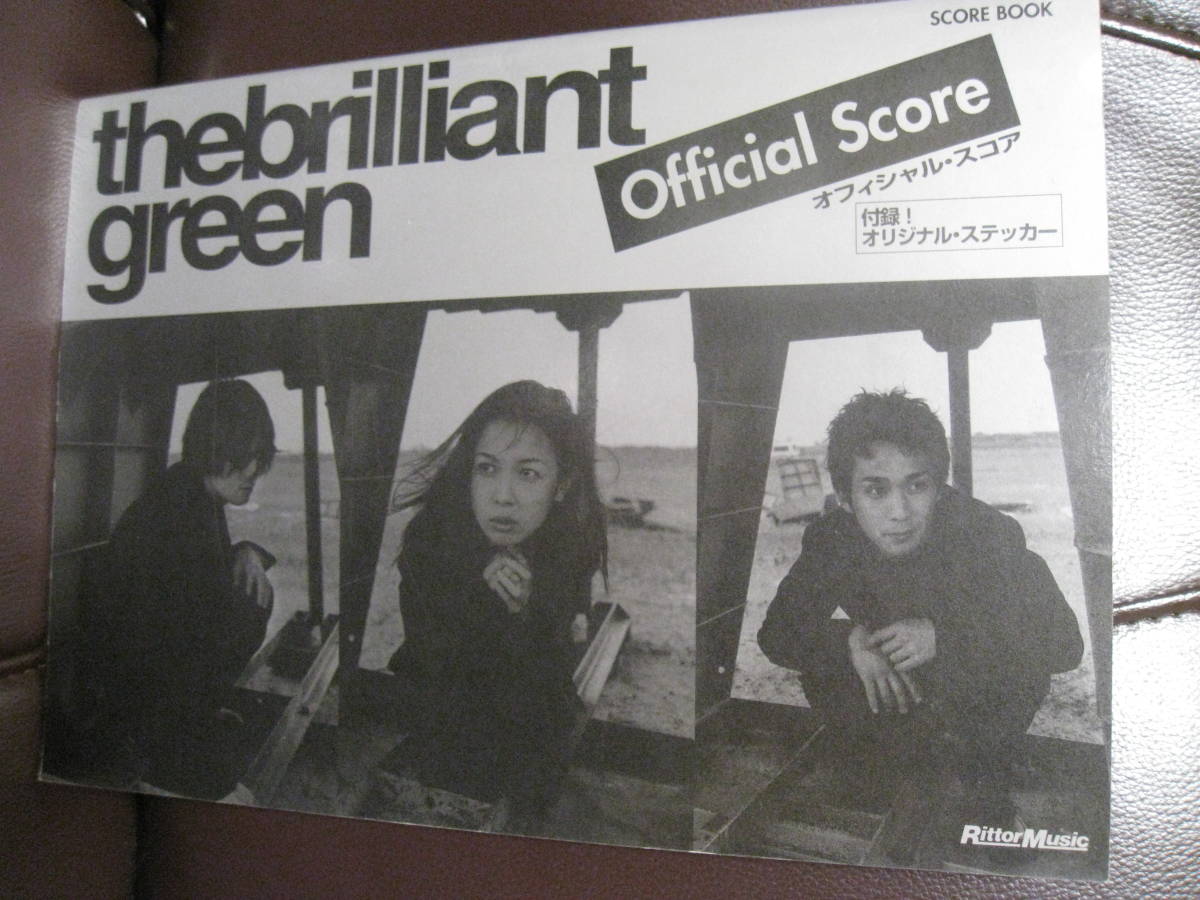 SCORE BOOK
thebrilliant
green
Official Score
オフィシャル・スコア
付録!
オリジナル・ステッカー
RittorMusic